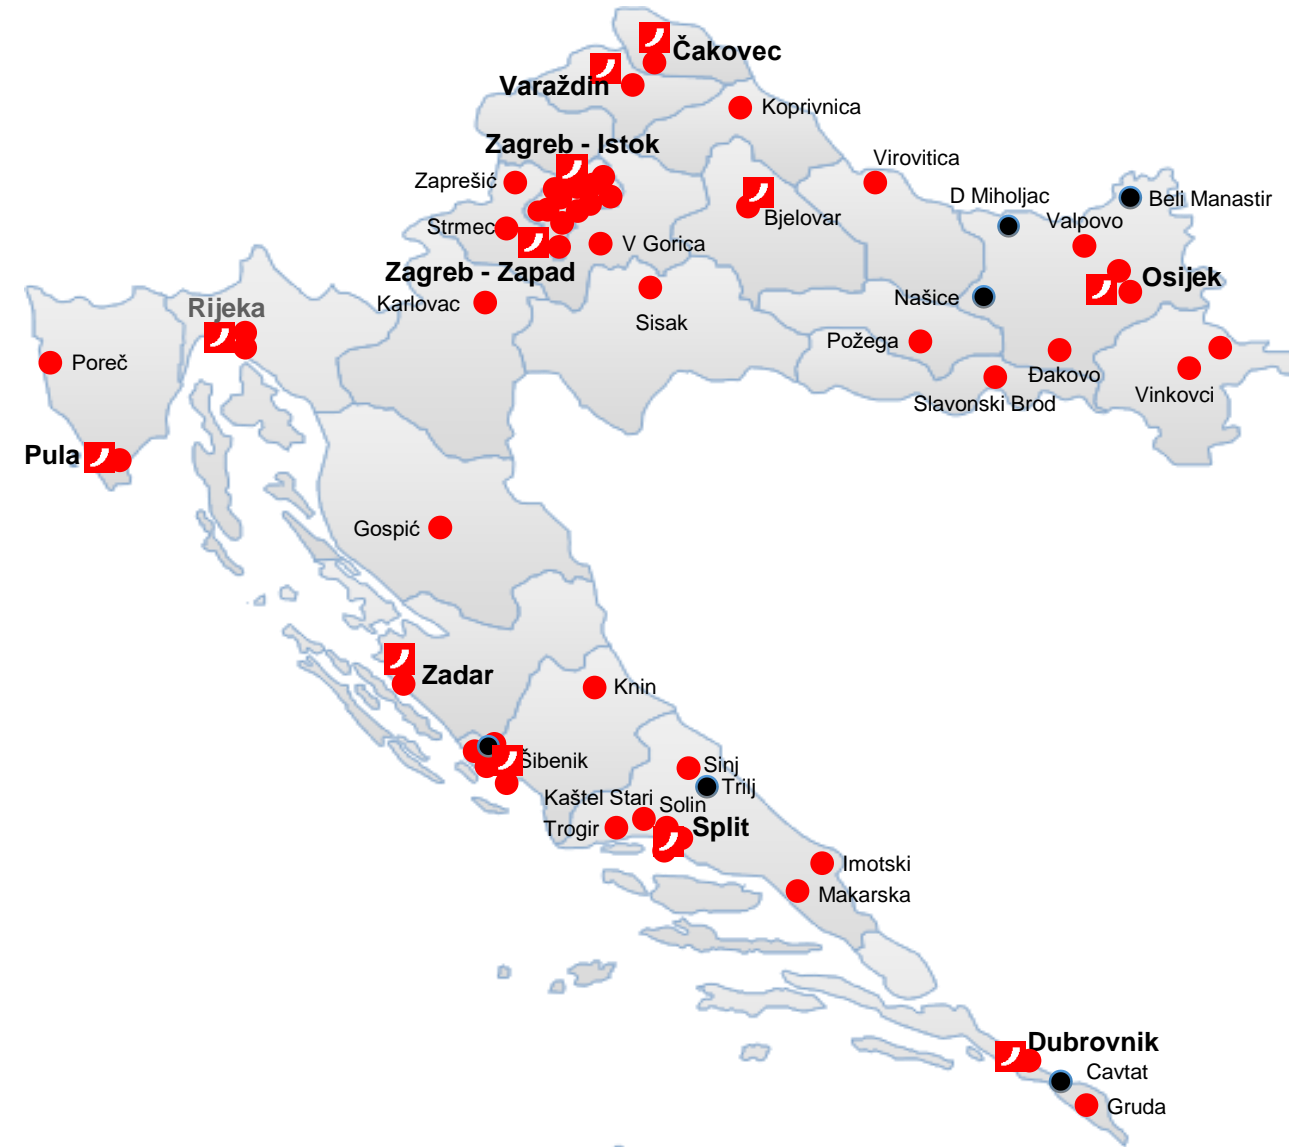 Čakovec
Varaždin
Koprivnica
Zagreb - Istok
Virovitica
Zaprešić
D Miholjac
Beli Manastir
Bjelovar
Valpovo
Strmec
V Gorica
Zagreb - Zapad
Osijek
Karlovac
Našice
Rijeka
Sisak
Požega
Poreč
Đakovo
Vinkovci
Slavonski Brod
Pula
Gospić
Zadar
Knin
Šibenik
Sinj
Trilj
Kaštel Stari
Solin
Trogir
Split
Imotski
Makarska
Dubrovnik
Cavtat
Gruda